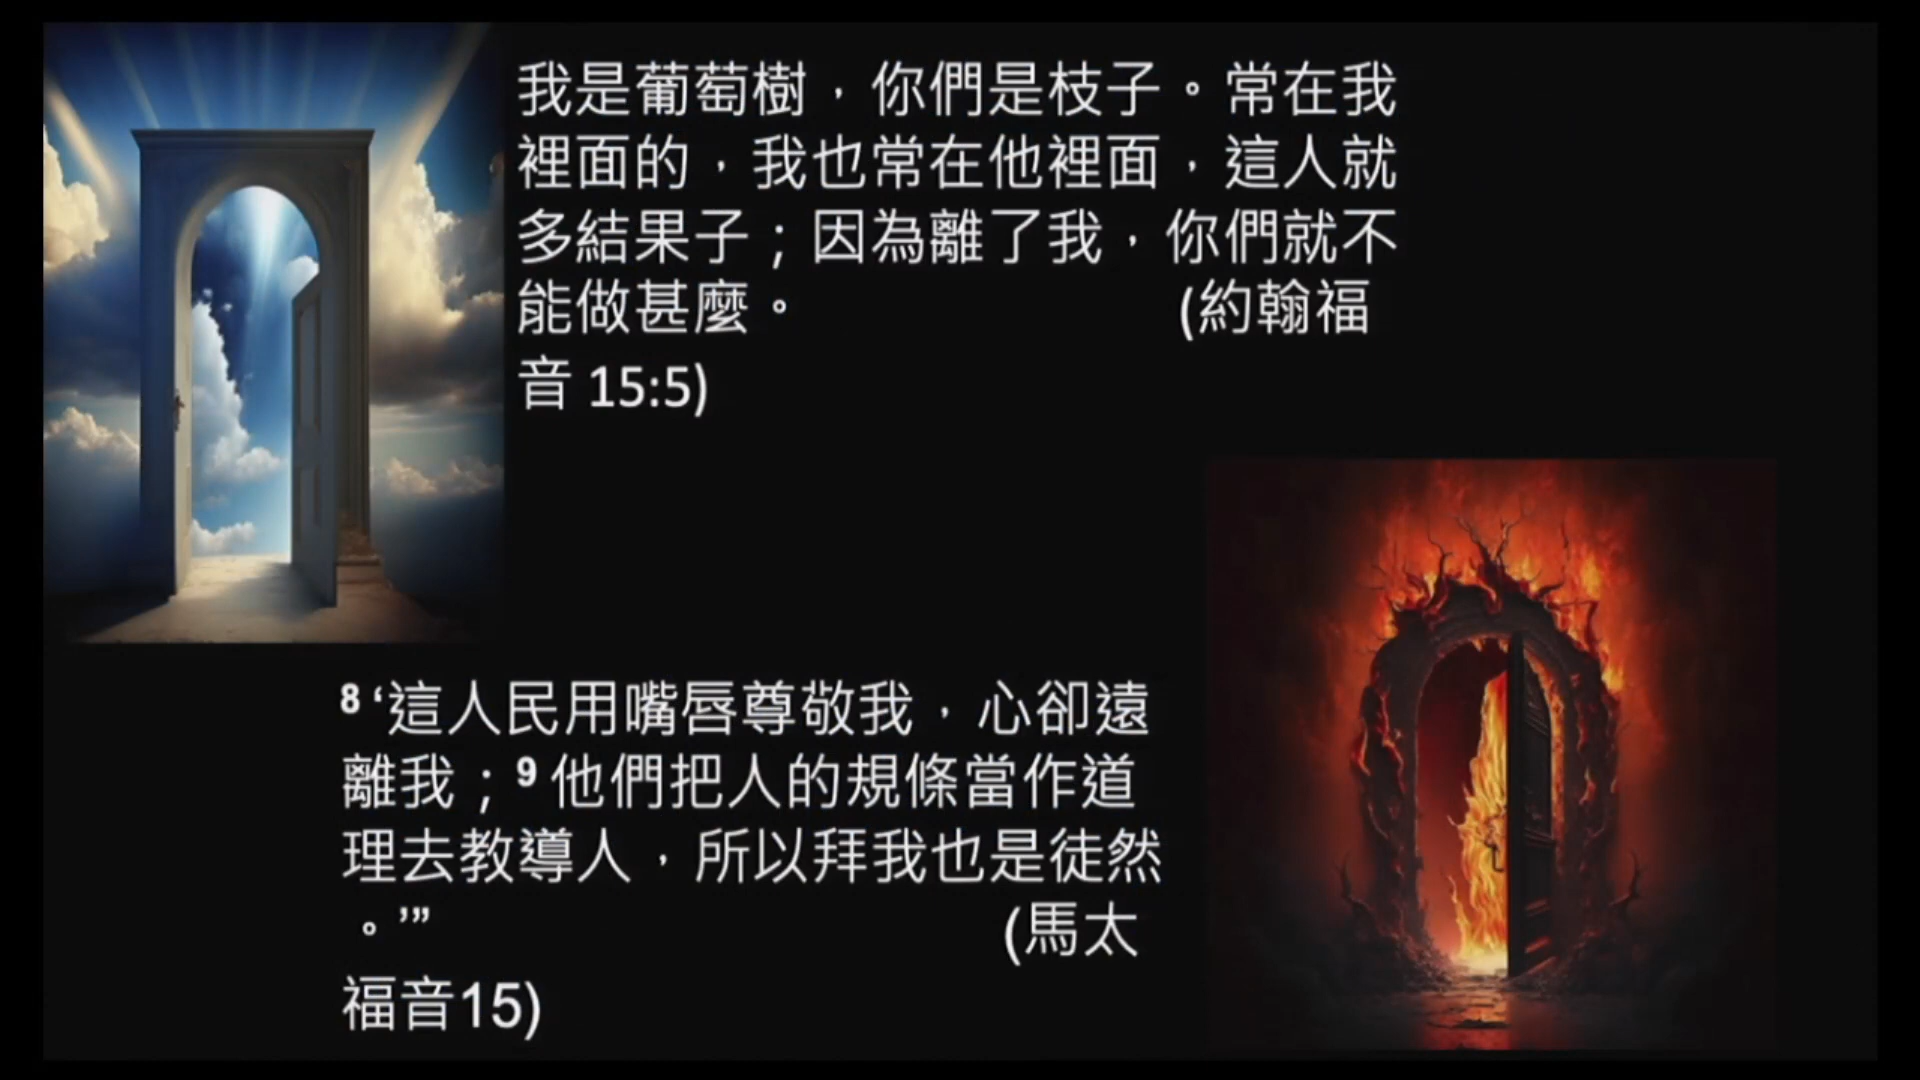 我是葡萄樹，你們是枝子。常在我
裡面的，我也常在他裡面，這人就
多結果子；因為離了我，你們就不
能做甚麼。 (約翰福
音 15:5)
8 ‘這人民用嘴唇尊敬我，心卻遠
離我；9 他們把人的規條當作道
理去教導人，所以拜我也是徒然
。’”  (馬太
福音15)